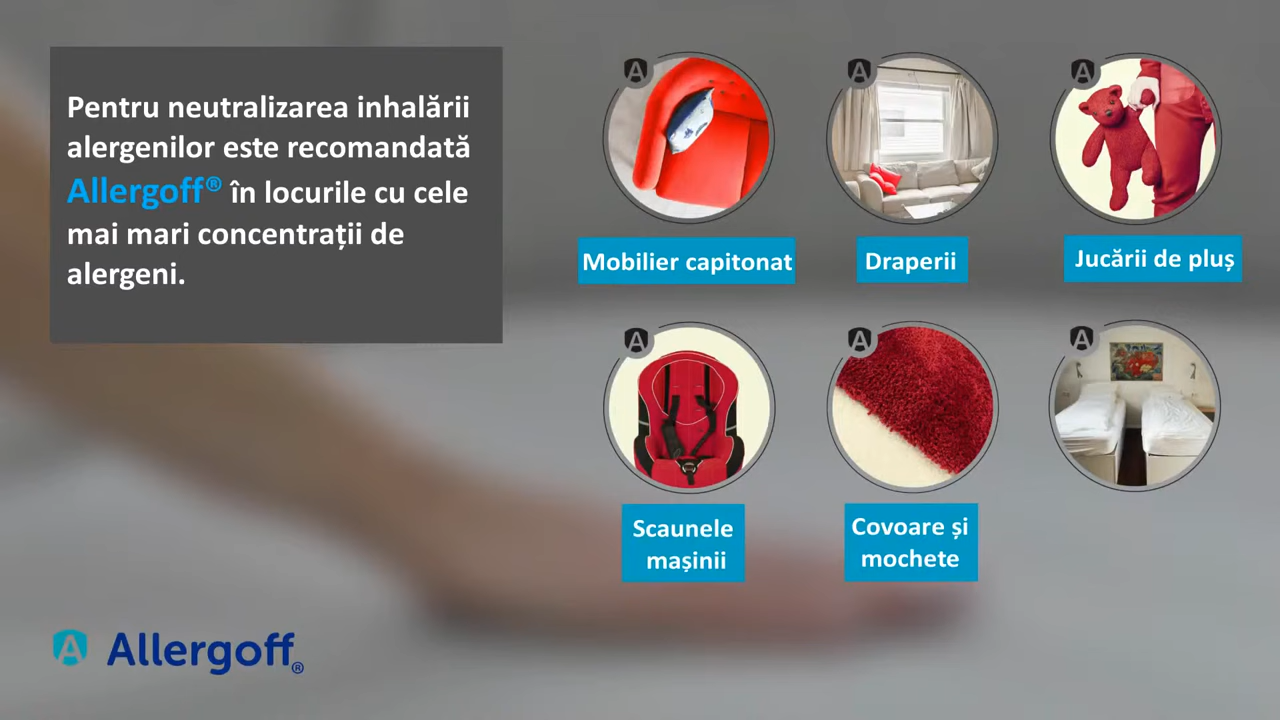 Pentru neutralizarea inhalării
alergenilor este recomandată
Allergoff® în locurile cu cele
mai mari concentrații de
alergeni.
Mobilier capitonat
Draperii
Jucării de pluș
Scaunele
mașinii
Covoare și
mochete
Allergoff®